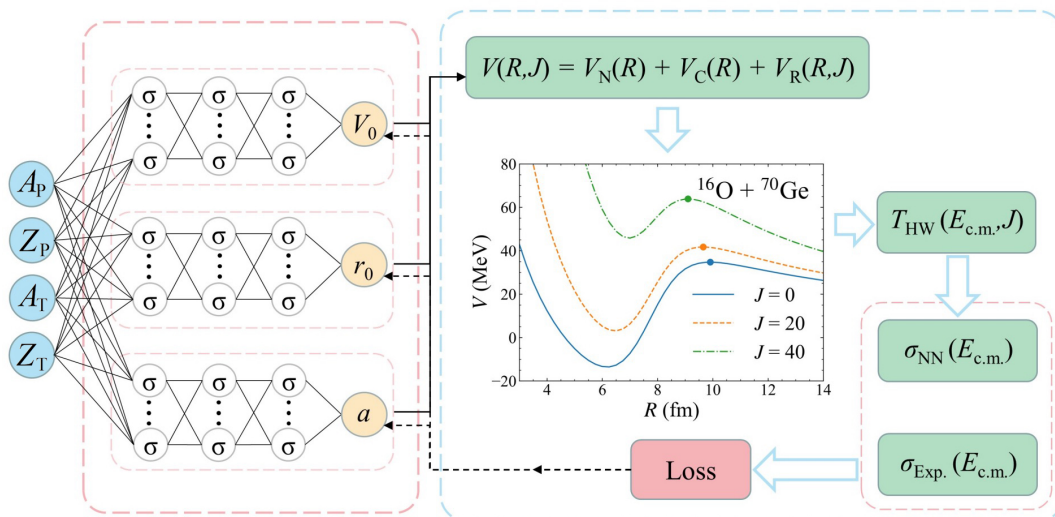 A_P
Z_P
A_T
Z_T
σ σ σ
σ σ σ
V_0
σ σ σ
σ σ σ
r_0
σ σ σ
σ σ σ
a
V(R,J) = V_N(R) + V_C(R) + V_R(R,J)
^16O + ^70Ge
V (MeV)
80
60
40
20
0
−20
J = 0
J = 20
J = 40
4 6 8 10 12 14
R (fm)
T_HW (E_c.m., J)
σ_NN (E_c.m.)
σ_Exp. (E_c.m.)
Loss